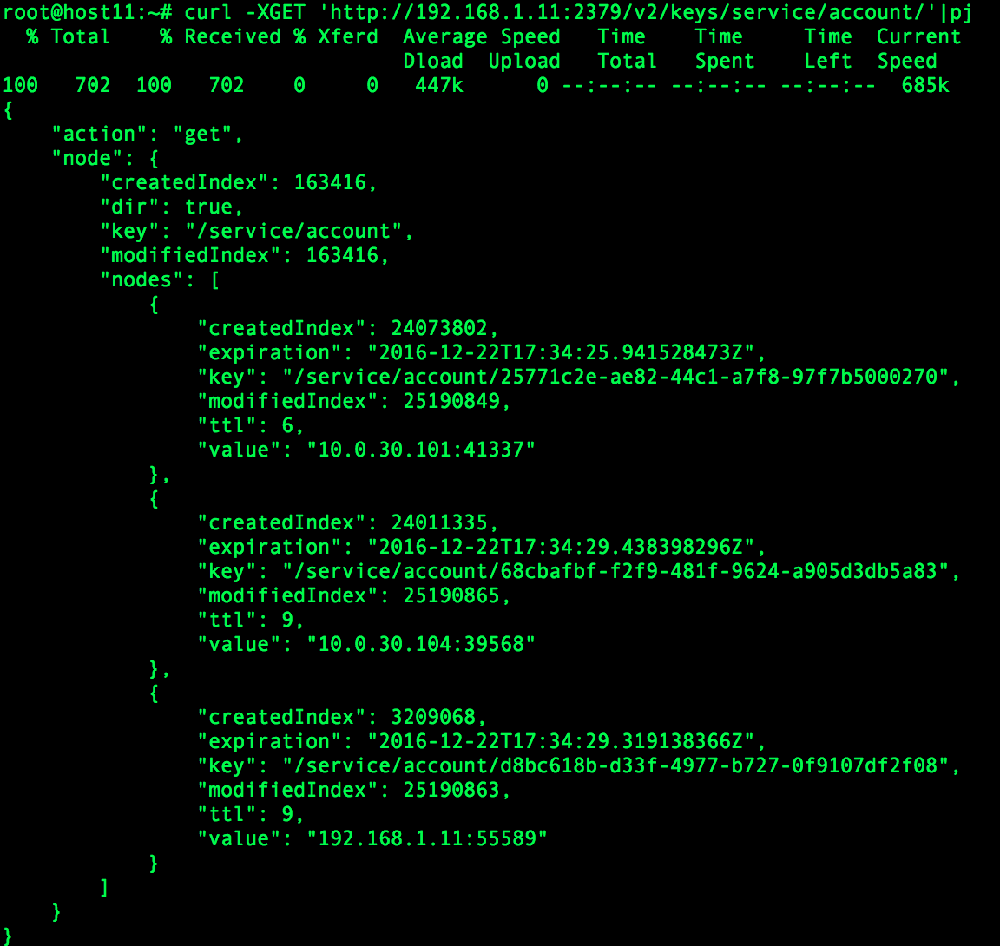 root@host11:~# curl -XGET 'http://192.168.1.11:2379/v2/keys/service/account/'|pj
  % Total    % Received % Xferd  Average Speed   Time    Time     Time  Current
                                 Dload  Upload   Total   Spent    Left  Speed
100   702  100   702    0     0   447k      0 --:--:-- --:--:-- --:--:--  685k
{
    "action": "get",
    "node": {
        "createdIndex": 163416,
        "dir": true,
        "key": "/service/account",
        "modifiedIndex": 163416,
        "nodes": [
            {
                "createdIndex": 24073802,
                "expiration": "2016-12-22T17:34:25.941528473Z",
                "key": "/service/account/25771c2e-ae82-44c1-a7f8-97f7b5000270",
                "modifiedIndex": 25190849,
                "ttl": 6,
                "value": "10.0.30.101:41337"
            },
            {
                "createdIndex": 24011335,
                "expiration": "2016-12-22T17:34:29.438398296Z",
                "key": "/service/account/68cbafbf-f2f9-481f-9624-a905d3db5a83",
                "modifiedIndex": 25190865,
                "ttl": 9,
                "value": "10.0.30.104:39568"
            },
            {
                "createdIndex": 3209068,
                "expiration": "2016-12-22T17:34:29.319138366Z",
                "key": "/service/account/d8bc618b-d33f-4977-b727-0f9107df2f08",
                "modifiedIndex": 25190863,
                "ttl": 9,
                "value": "192.168.1.11:55589"
            }
        ]
    }
}